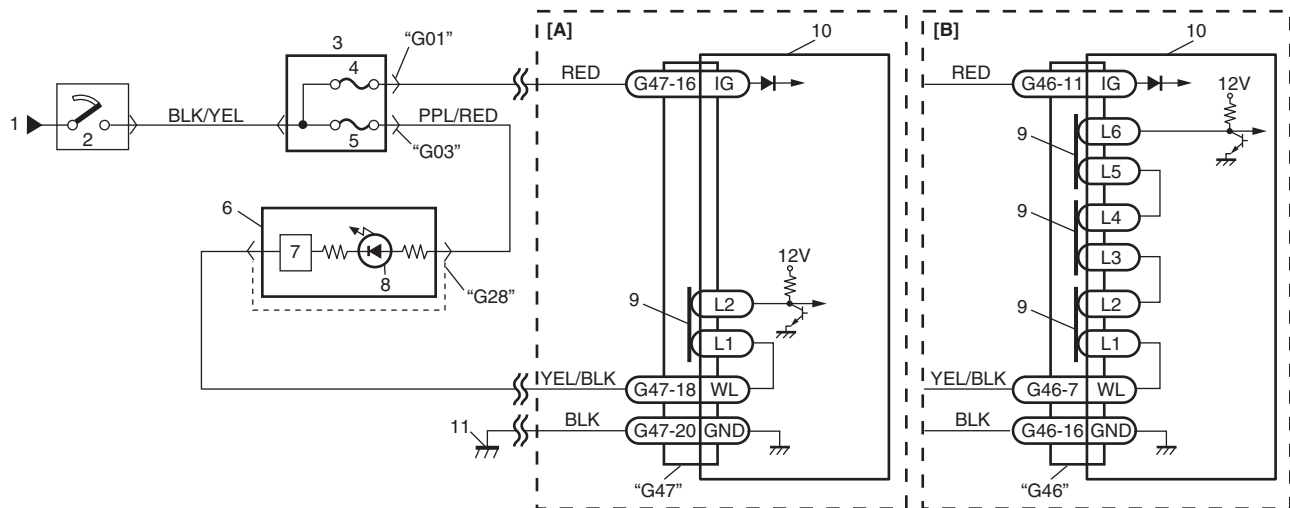 [A]
[B]
3
"G01"
10
10
4
RED
G47-16 IG
RED
G46-11 IG
12V
1
2
BLK/YEL
5
PPL/RED
"G03"
9
L6
L5
6
7
8
"G28"
9
L4
L3
12V
9
L2
L1
9
L2
L1
YEL/BLK
G47-18 WL
YEL/BLK
G46-7 WL
11
BLK
G47-20 GND
BLK
G46-16 GND
"G47"
"G46"